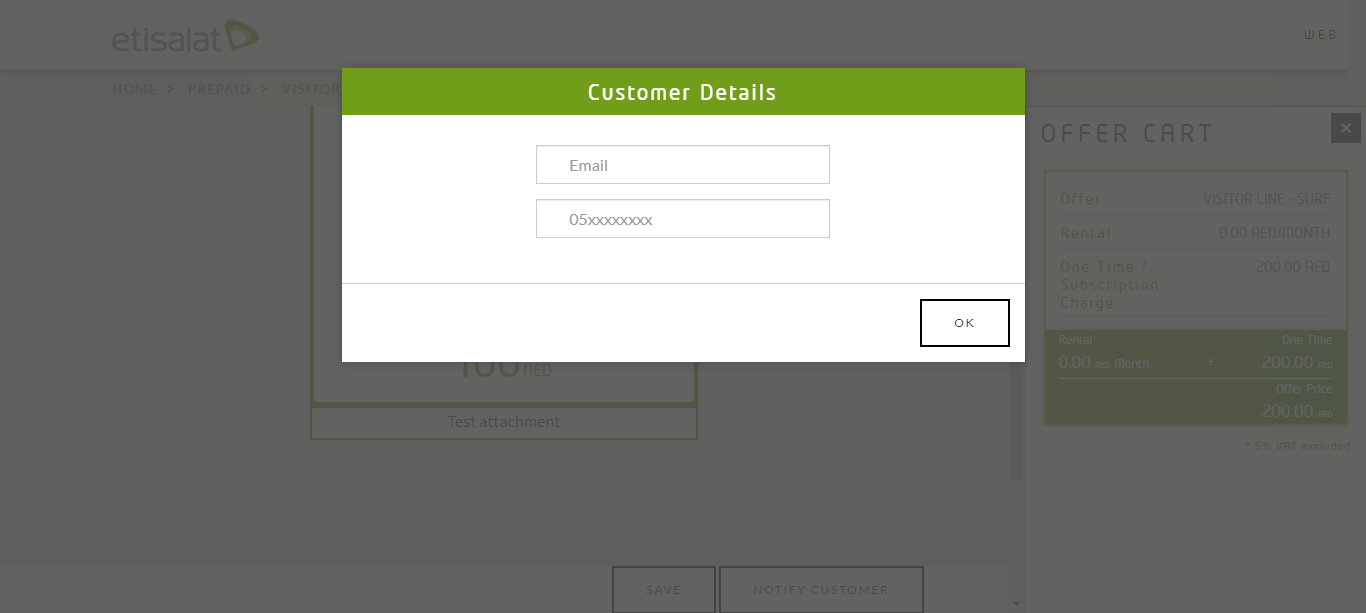 etisalat
WEB
HOME > PREPAID > VISITOR
Customer Details
Email
05xxxxxxxx
OK
100 AED
Test attachment
SAVE
NOTIFY CUSTOMER
OFFER CART
Offer VISITOR LINE - SURF
Rental 0.00 AED/MONTH
One Time / 200.00 AED
Subscription
Charge
Rental One Time
0.00 AED Month + 200.00 AED
Offer Price
200.00 AED
* 5% VAT excluded